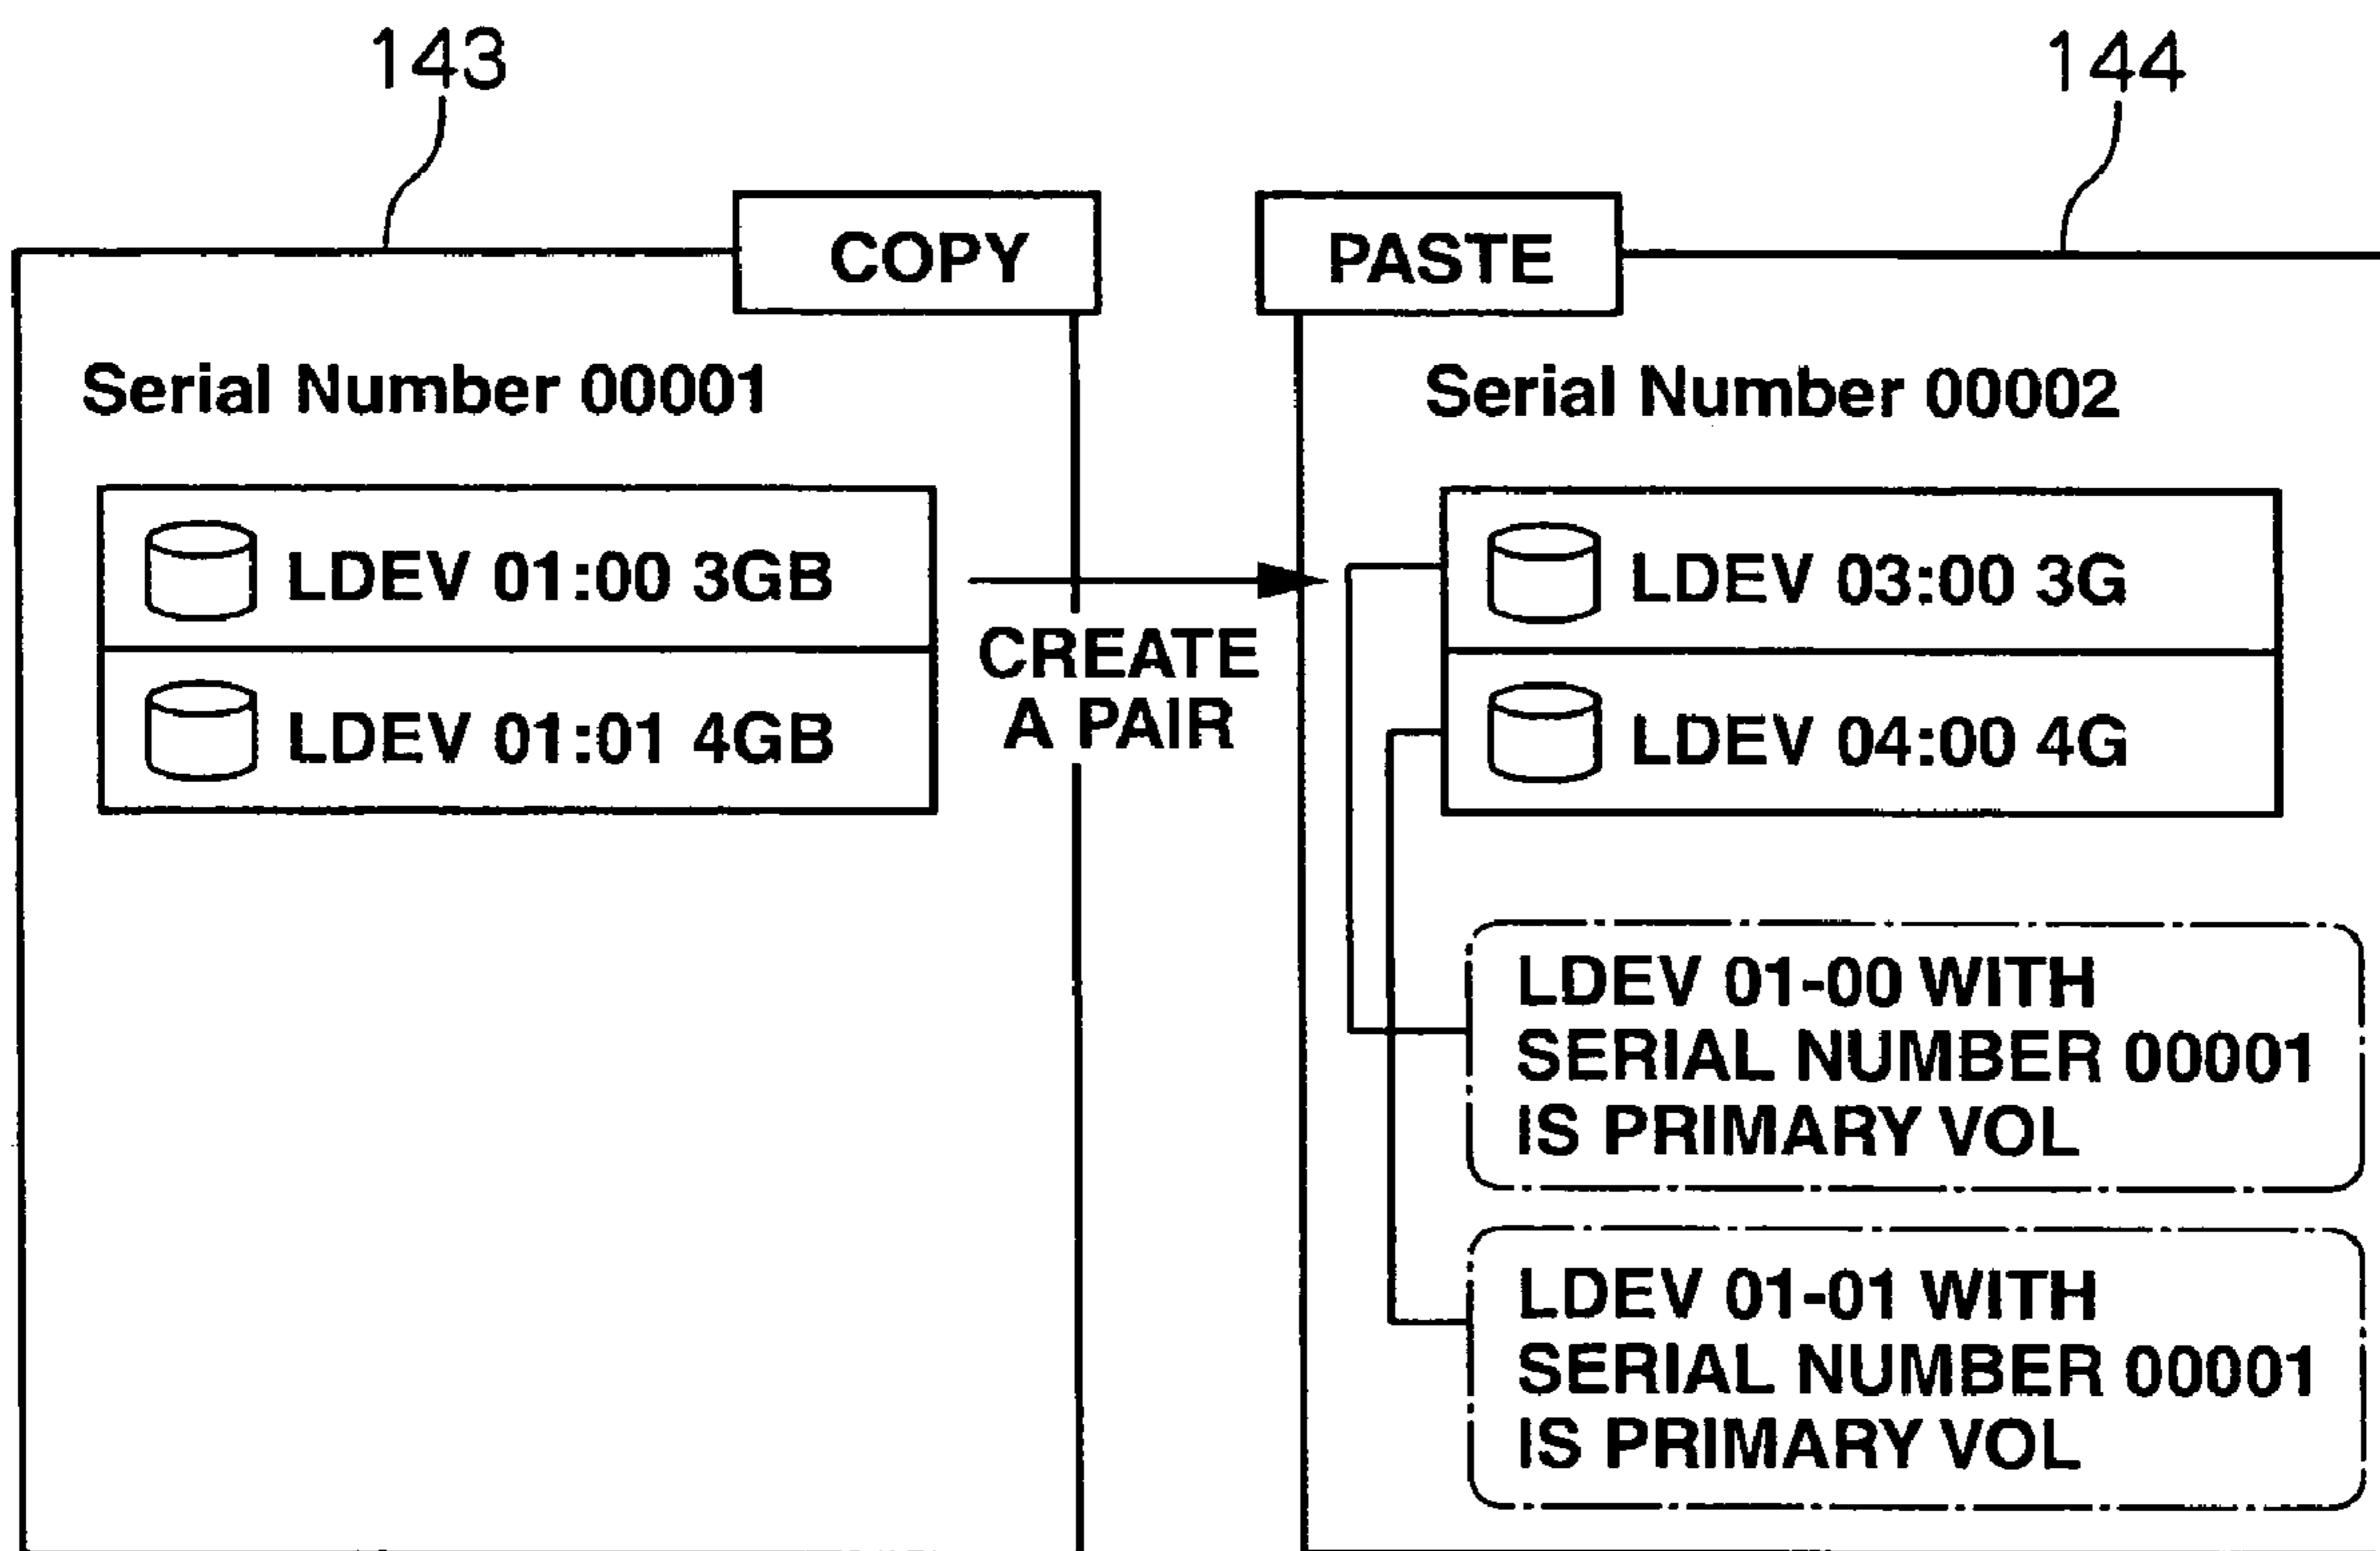 143
144
COPY
PASTE
Serial Number 00001
Serial Number 00002
LDEV 01:00 3GB
LDEV 01:01 4GB
CREATE
A PAIR
LDEV 03:00 3G
LDEV 04:00 4G
LDEV 01-00 WITH
SERIAL NUMBER 00001
IS PRIMARY VOL
LDEV 01-01 WITH
SERIAL NUMBER 00001
IS PRIMARY VOL